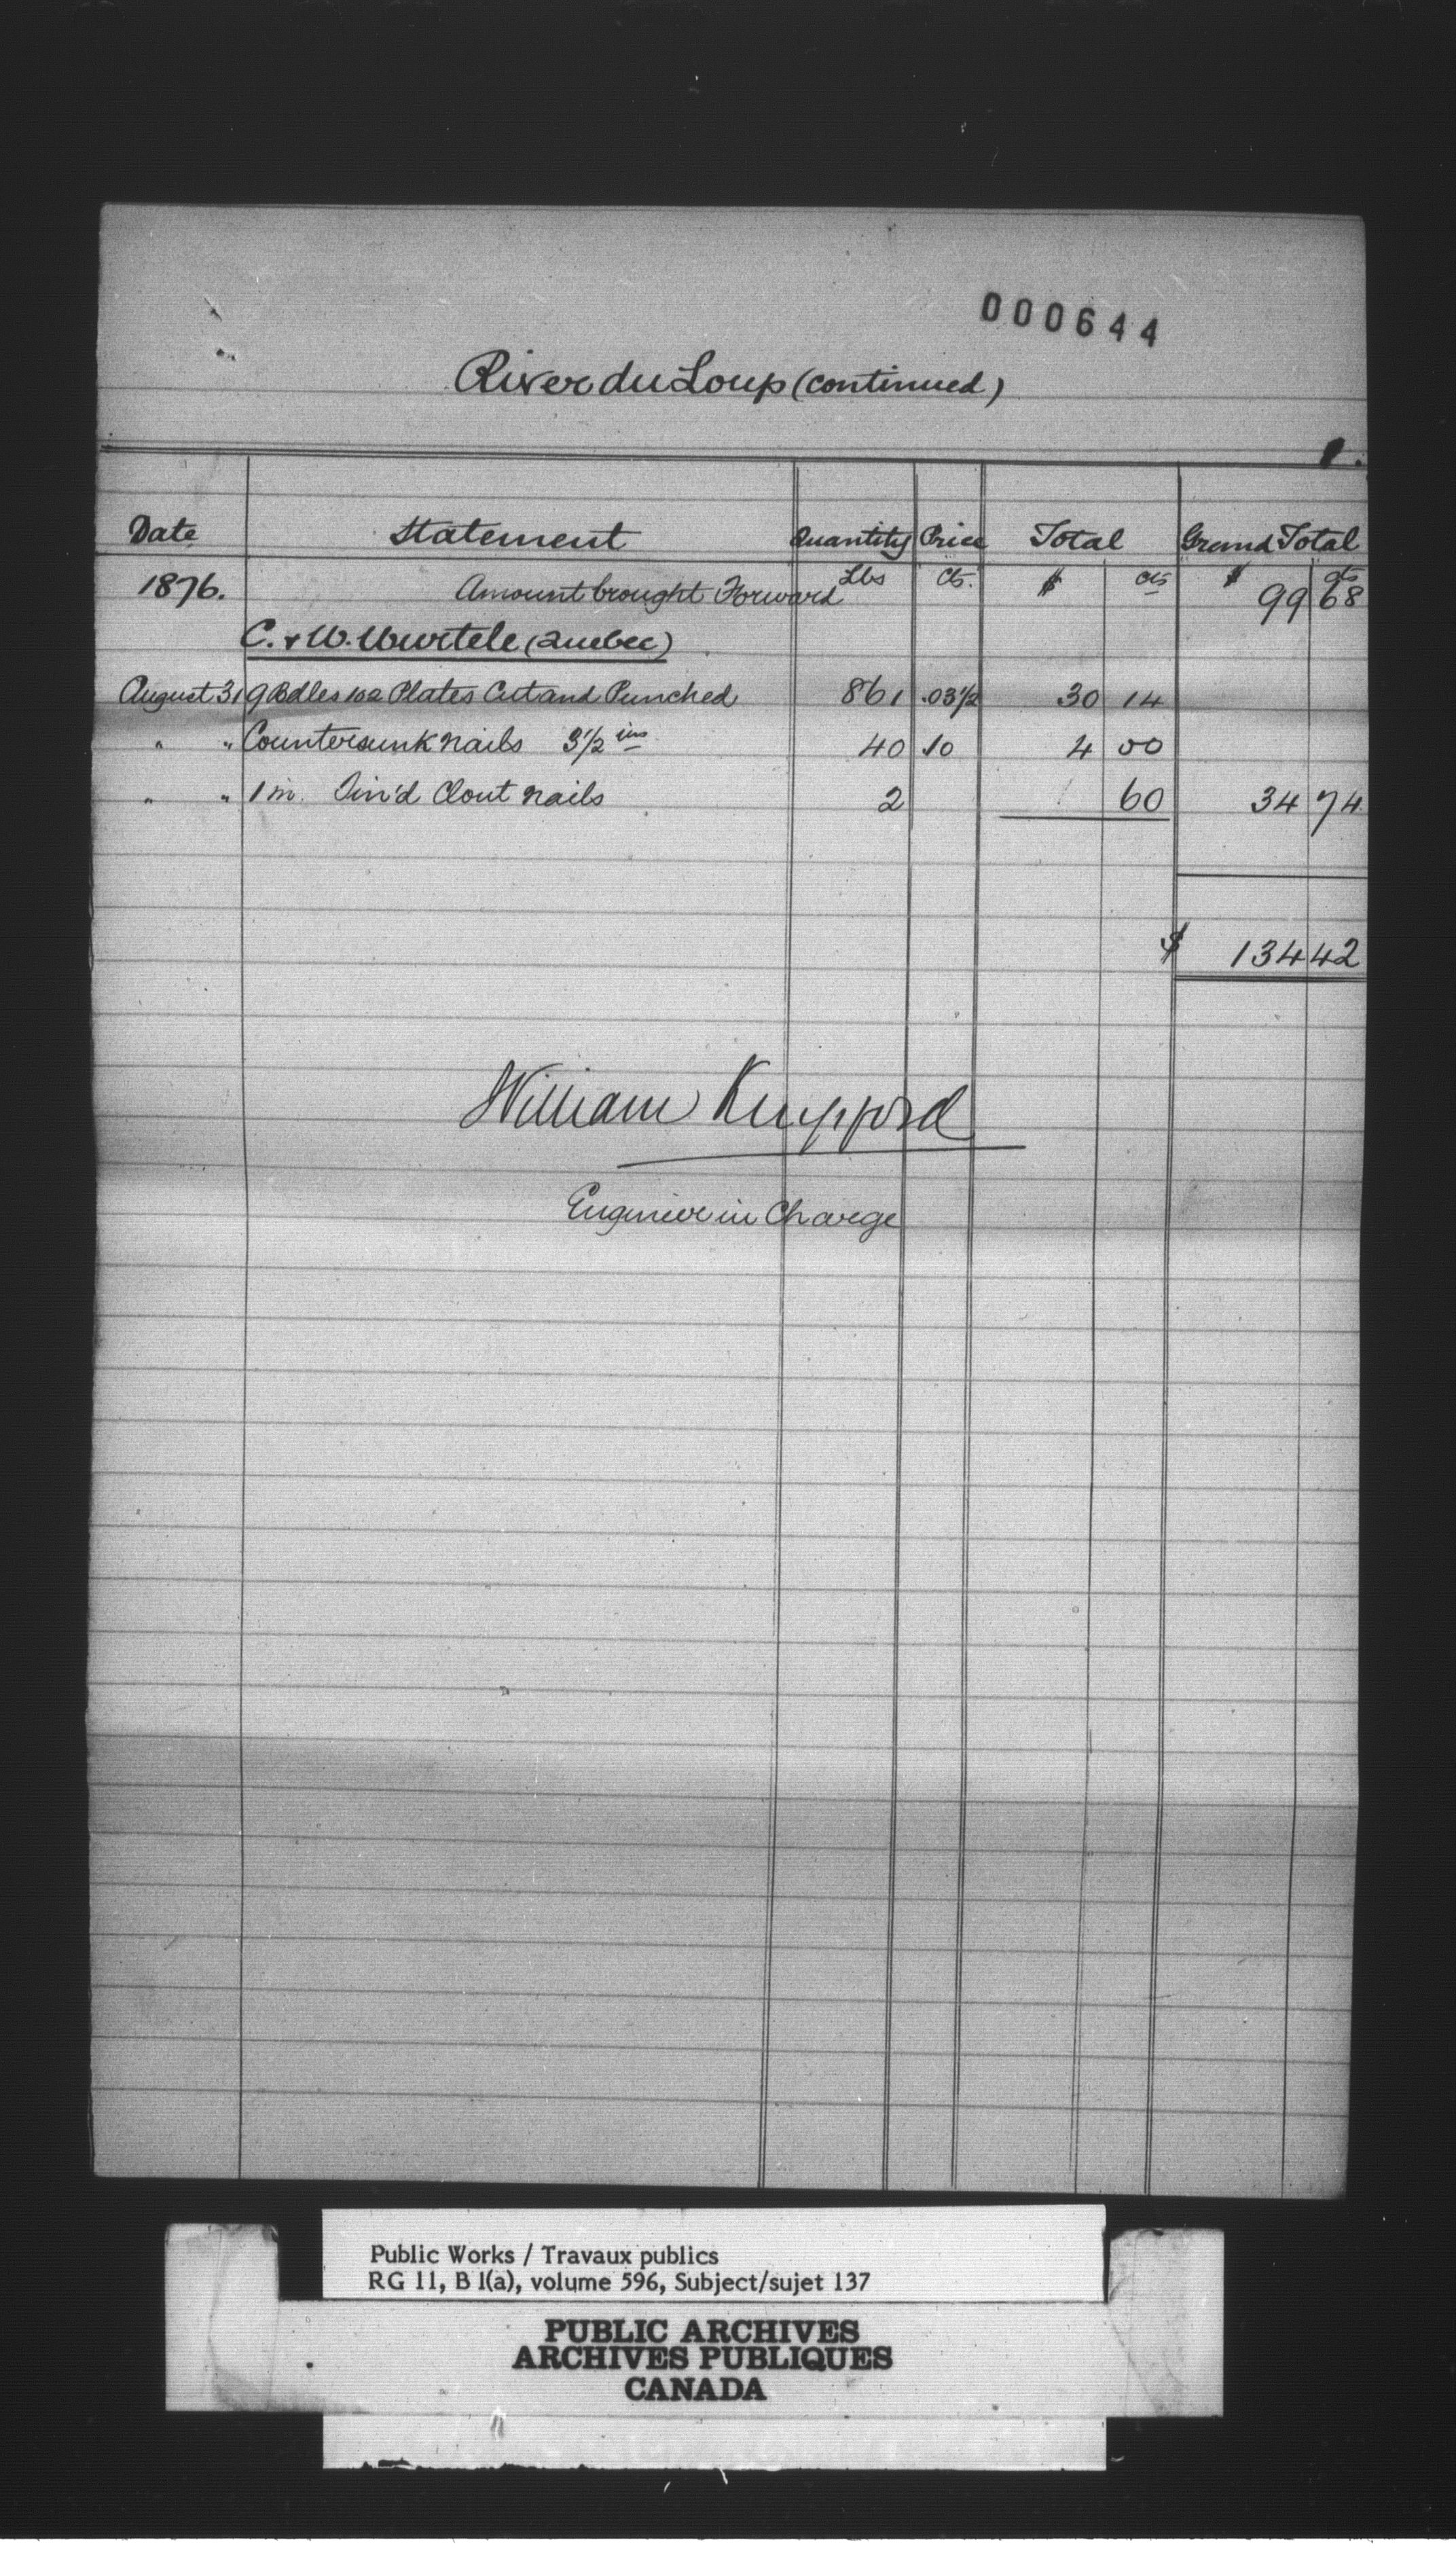 000644
River du Loup (continued)
Date Statement Quantity Price Total Grand Total
1876. Amount brought Forward Lbs Cts. $ cts $ 99 cts 68
C. & W. Wurtele (Quebec)
August 31 9 Bdles 102 Plates Cut and Punched 861 .03½ 30 14
" " Countersunk nails 3½ ins 40 .10 4 00
" " 1 in. Tin'd Clout nails 2 60 34 74
$ 134 42
William
Engineer in Charge
Public Works / Travaux publics
RG 11, B 1(a), volume 596, Subject/sujet 137
PUBLIC ARCHIVES
ARCHIVES PUBLIQUES
CANADA